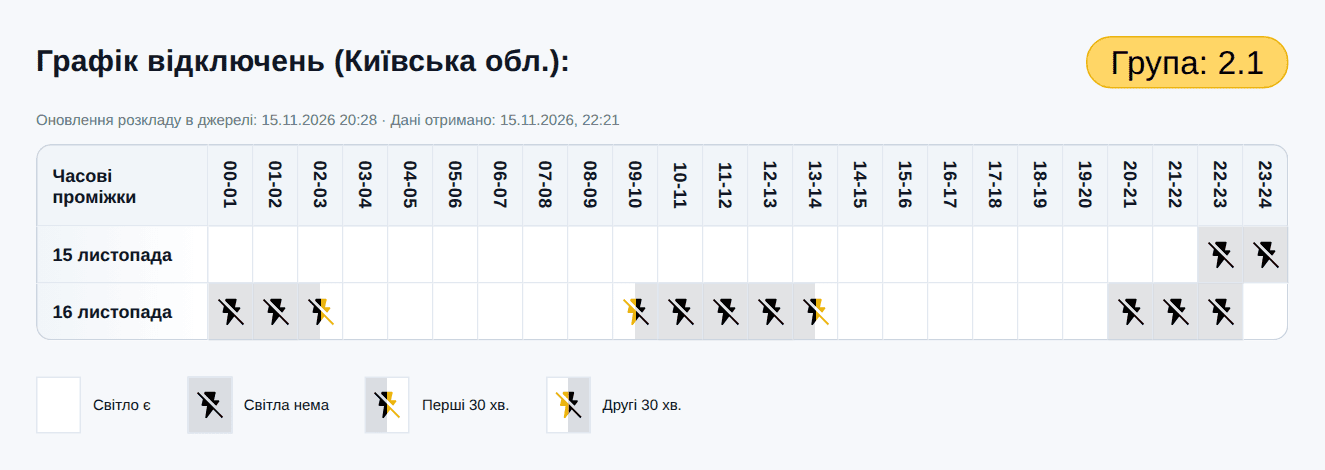 Графік відключень (Київська обл.):
Група: 2.1
Оновлення розкладу в джерелі: 15.11.2026 20:28 · Дані отримано: 15.11.2026, 22:21
Часові
проміжки
00-01
01-02
02-03
03-04
04-05
05-06
06-07
07-08
08-09
09-10
10-11
11-12
12-13
13-14
14-15
15-16
16-17
17-18
18-19
19-20
20-21
21-22
22-23
23-24
15 листопада
16 листопада
Світло є
Світла нема
Перші 30 хв.
Другі 30 хв.